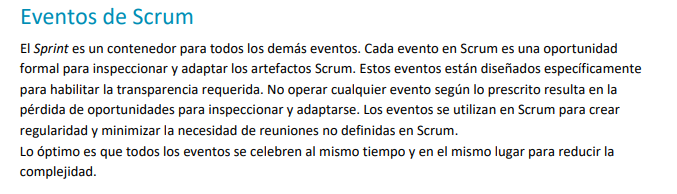 Eventos de Scrum
El Sprint es un contenedor para todos los demás eventos. Cada evento en Scrum es una oportunidad
formal para inspeccionar y adaptar los artefactos Scrum. Estos eventos están diseñados específicamente
para habilitar la transparencia requerida. No operar cualquier evento según lo prescrito resulta en la
pérdida de oportunidades para inspeccionar y adaptarse. Los eventos se utilizan en Scrum para crear
regularidad y minimizar la necesidad de reuniones no definidas en Scrum.
Lo óptimo es que todos los eventos se celebren al mismo tiempo y en el mismo lugar para reducir la
complejidad.